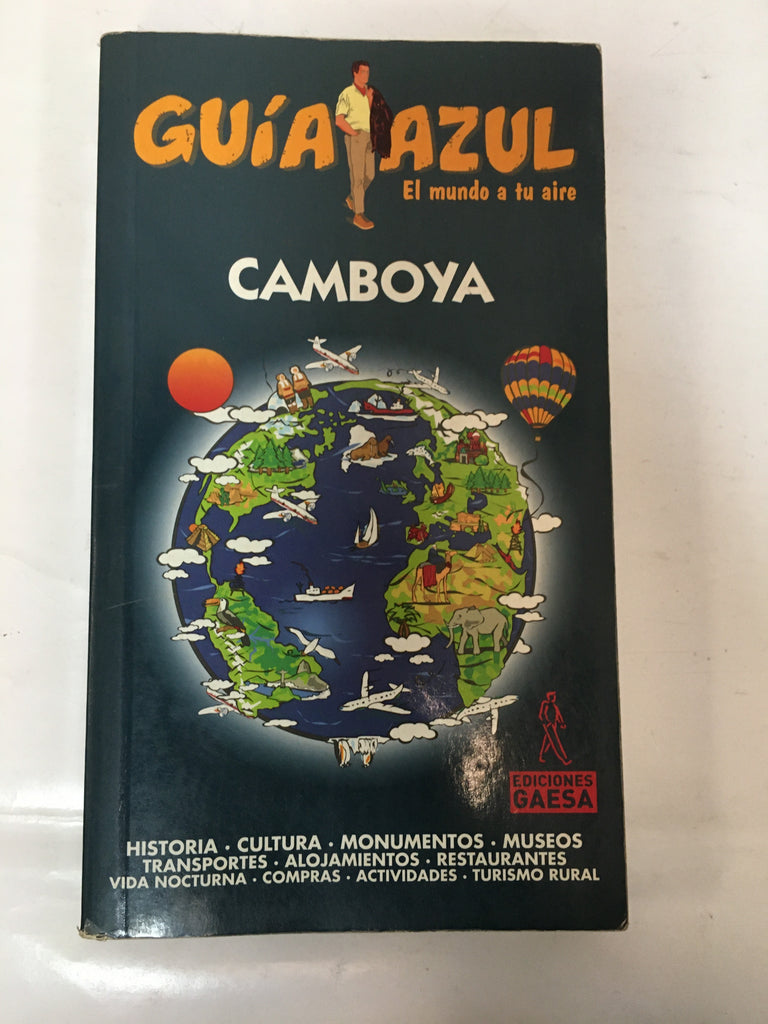 GUÍA AZUL
El mundo a tu aire
CAMBOYA
EDICIONES
GAESA
HISTORIA · CULTURA · MONUMENTOS · MUSEOS
TRANSPORTES · ALOJAMIENTOS · RESTAURANTES
VIDA NOCTURNA · COMPRAS · ACTIVIDADES · TURISMO RURAL